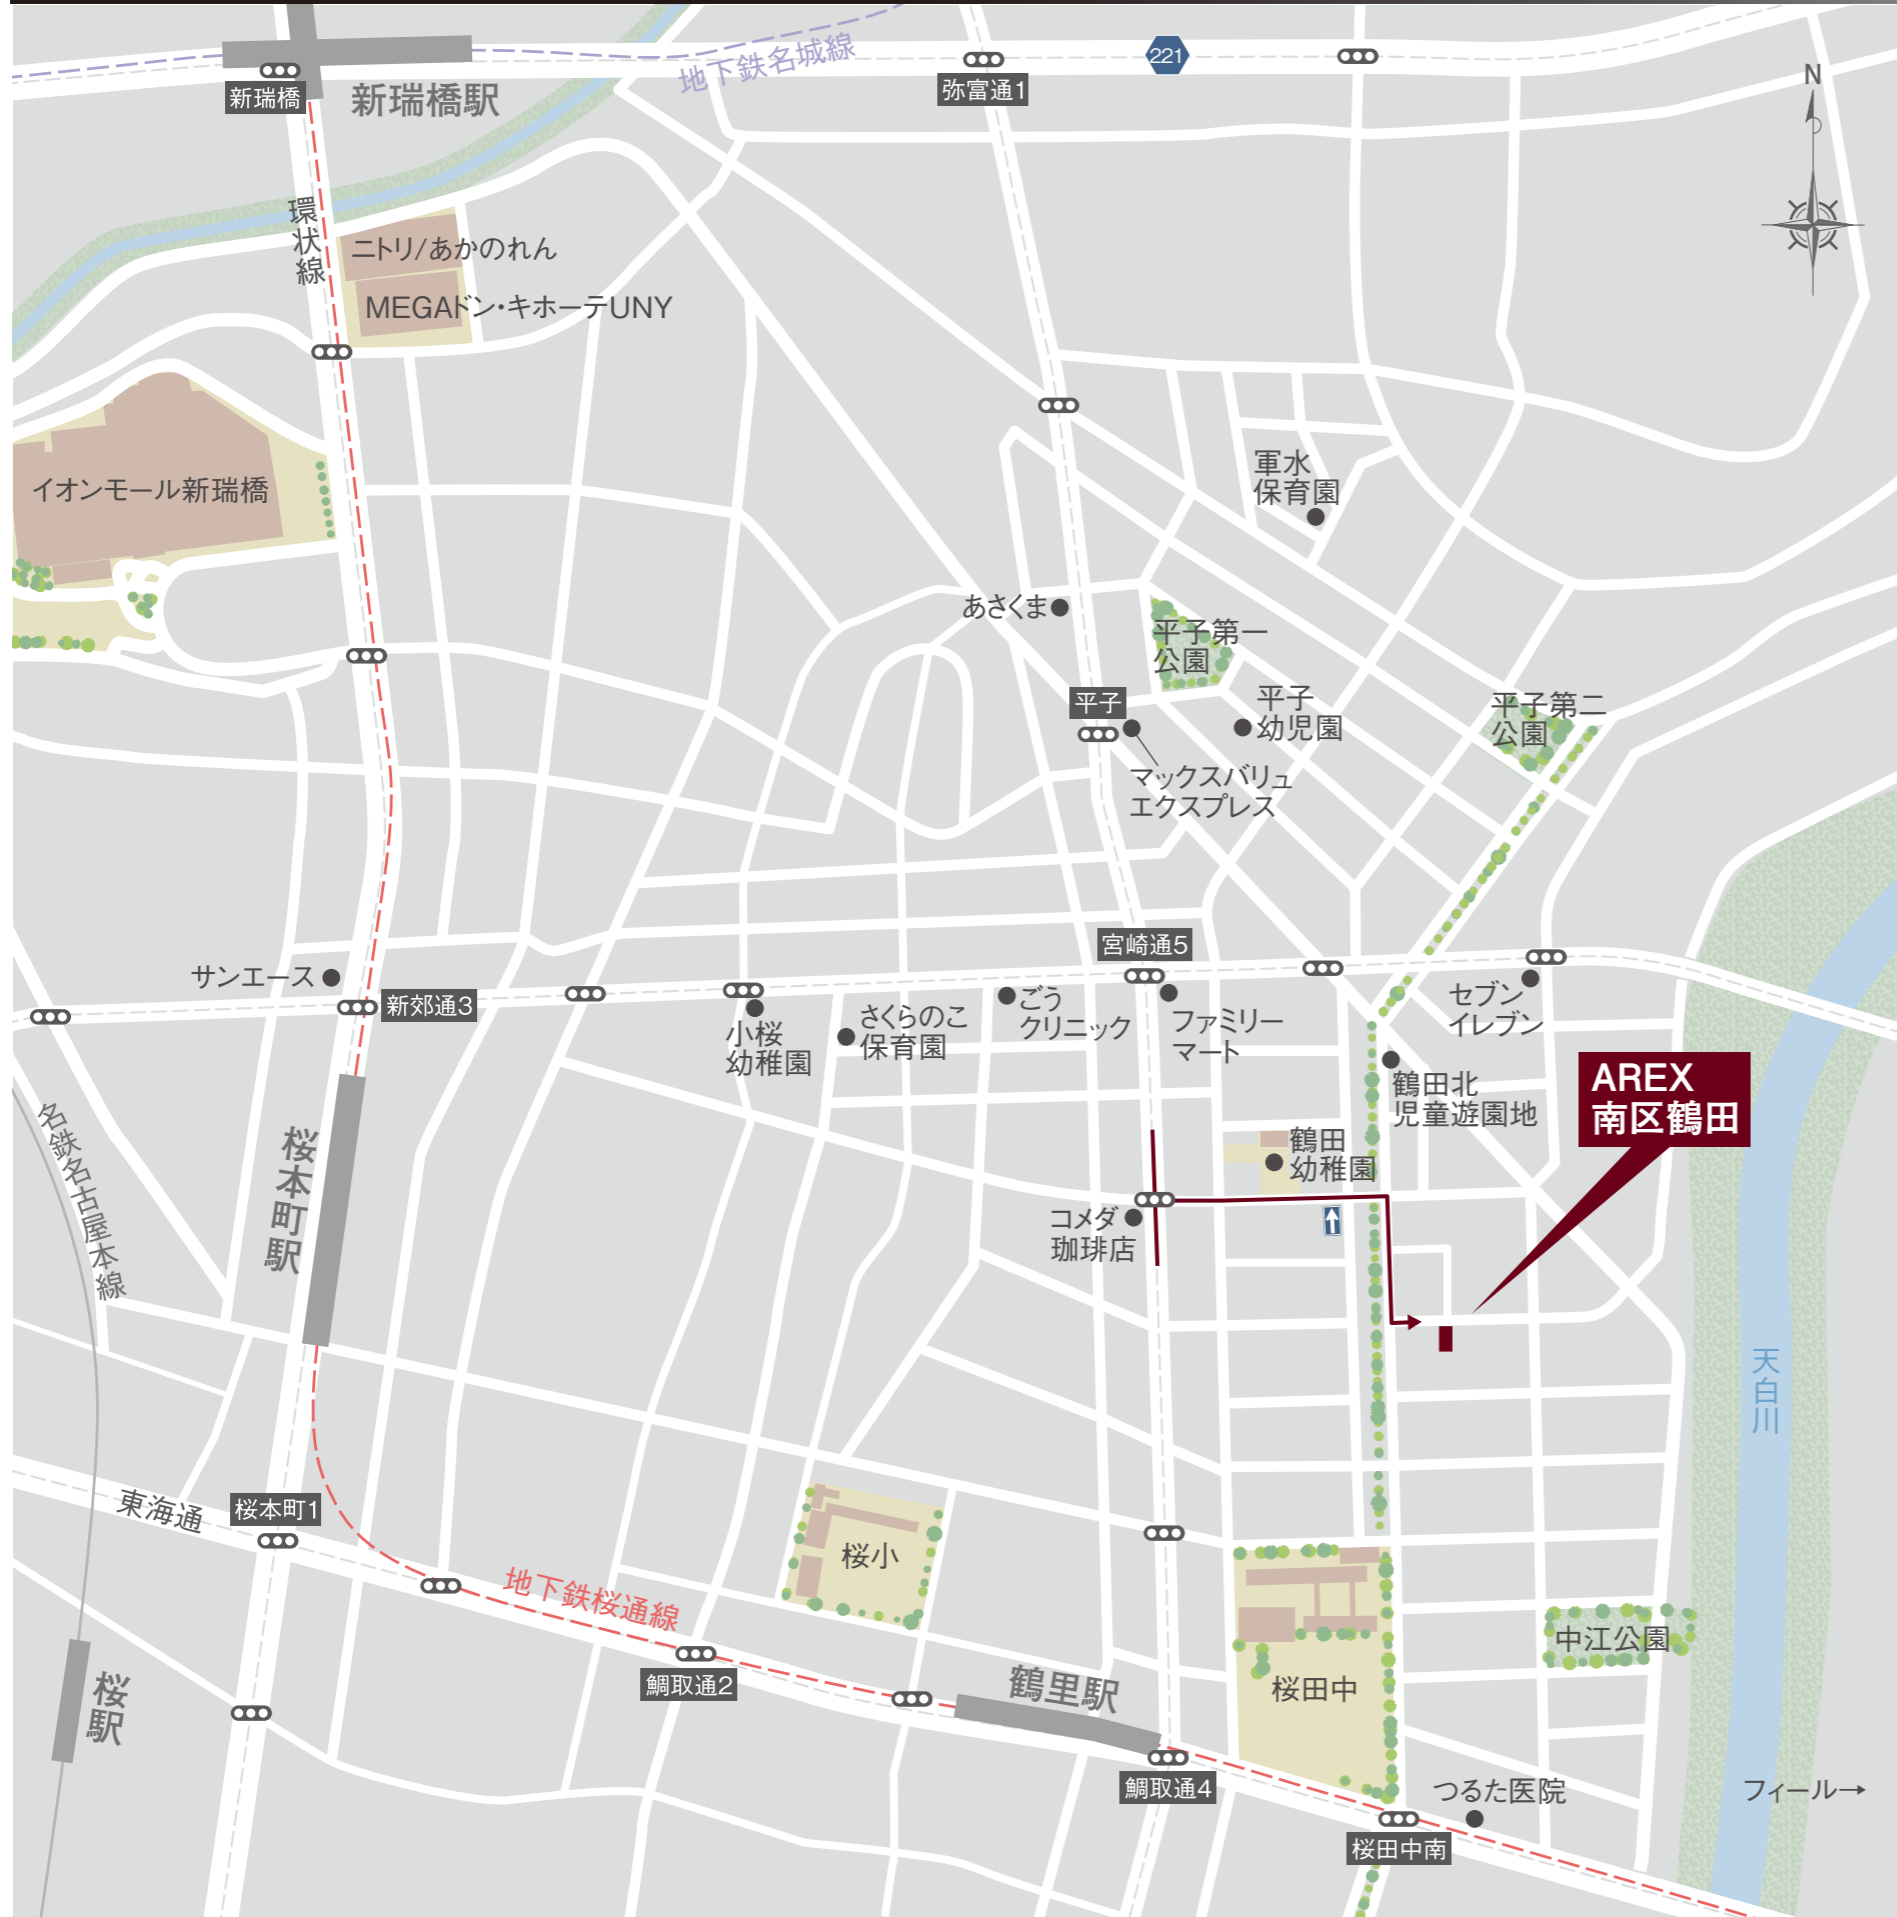 地下鉄名城線
221
弥富通1
新瑞橋
新瑞橋駅
N
環状線
ニトリ/あかのれん
MEGAドン・キホーテUNY
イオンモール新瑞橋
軍水
保育園
あさくま
平子第一
公園
平子
平子
幼児園
平子第二
公園
マックスバリュ
エクスプレス
宮崎通5
サンエース
新郊通3
小桜
幼稚園
さくらのこ
保育園
ごう
クリニック
ファミリー
マート
セブン
イレブン
鶴田北
児童遊園地
AREX
南区鶴田
名鉄名古屋本線
桜本町駅
鶴田
幼稚園
コメダ
珈琲店
天白川
東海通
桜本町1
桜小
地下鉄桜通線
中江公園
桜駅
鯛取通2
鶴里駅
桜田中
鯛取通4
つるた医院
フィール→
桜田中南